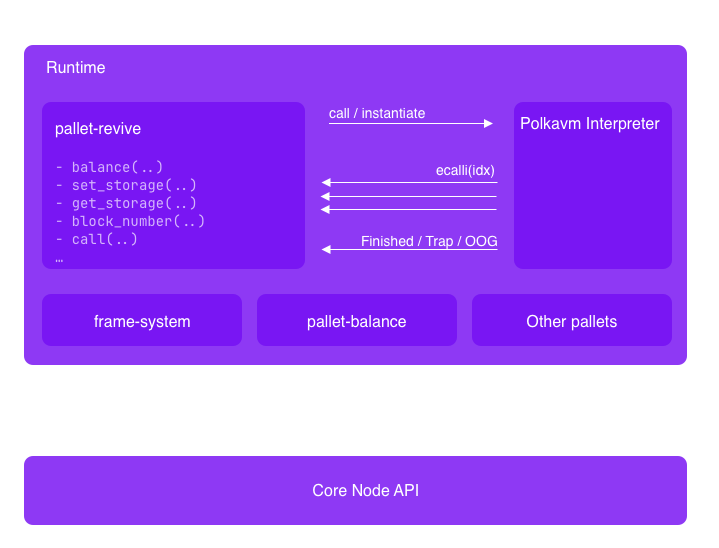 Runtime
pallet-revive
- balance(..)
- set_storage(..)
- get_storage(..)
- block_number(..)
- call(..)
…
call / instantiate
ecalli(idx)
Finished / Trap / OOG
Polkavm Interpreter
frame-system
pallet-balance
Other pallets
Core Node API